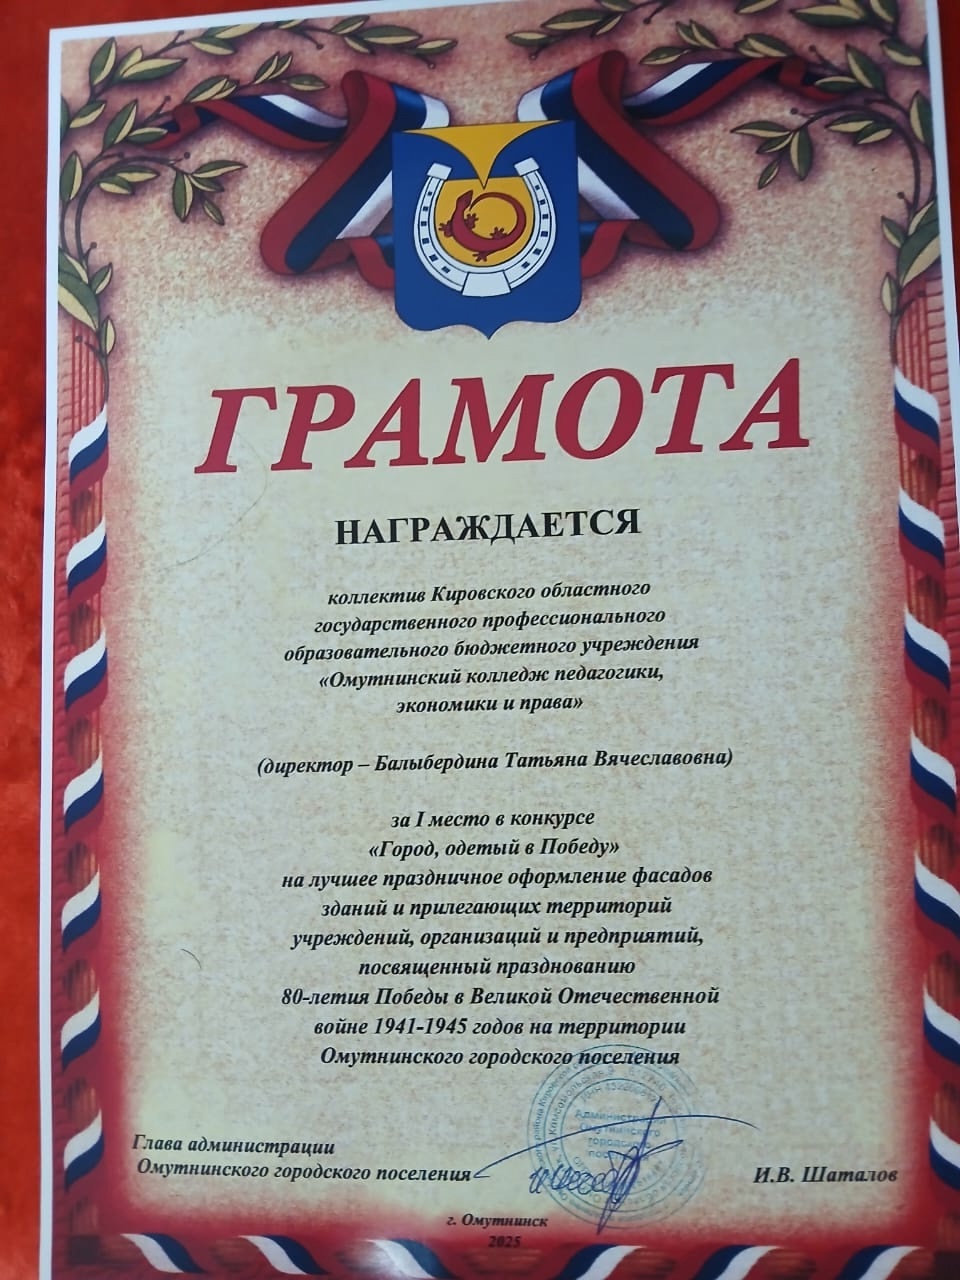 ГРАМОТА
НАГРАЖДАЕТСЯ
коллектив Кировского областного
государственного профессионального
образовательного бюджетного учреждения
«Омутнинский колледж педагогики,
экономики и права»
(директор – Балыбердина Татьяна Вячеславовна)
за I место в конкурсе
«Город, одетый в Победу»
на лучшее праздничное оформление фасадов
зданий и прилегающих территорий
учреждений, организаций и предприятий,
посвященный празднованию
80-летия Победы в Великой Отечественной
войне 1941-1945 годов на территории
Омутнинского городского поселения
Администрация
Омутнинского
городского
Глава администрации
Омутнинского городского поселения
И.В. Шаталов
г. Омутнинск
2025